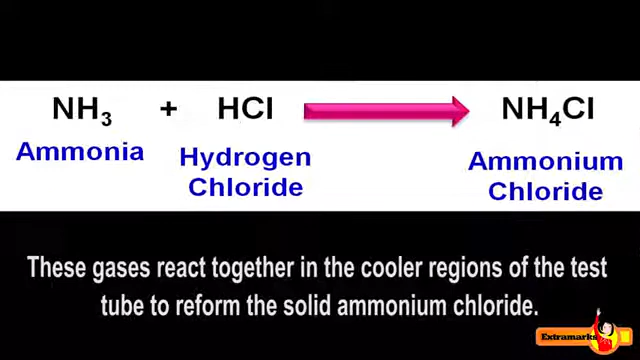 NH₃ + HCl NH₄Cl
Ammonia Hydrogen Chloride Ammonium Chloride
These gases react together in the cooler regions of the test
tube to reform the solid ammonium chloride.
Extramarks